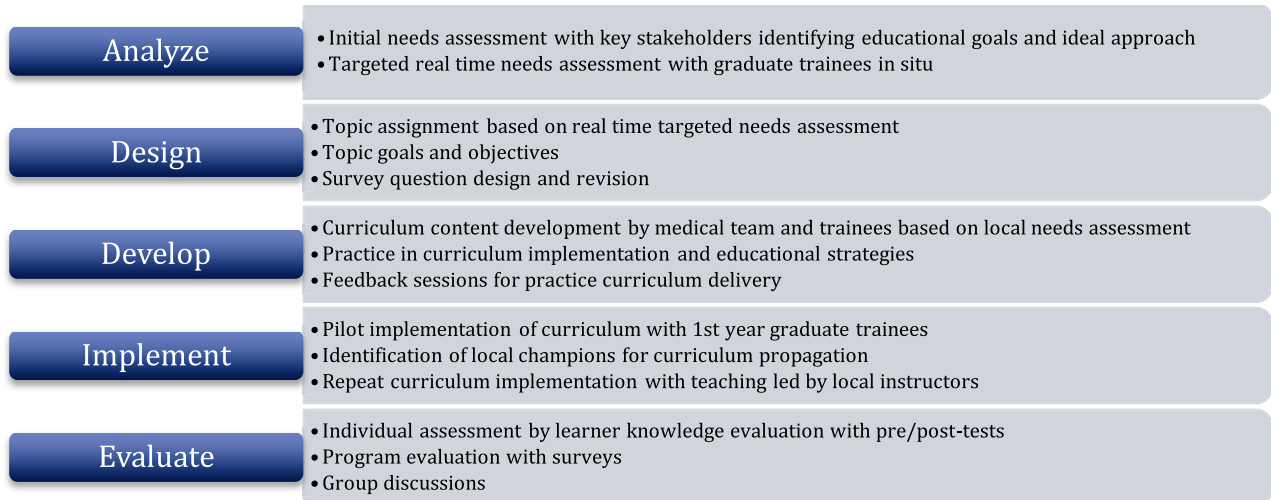 Analyze
•Initial needs assessment with key stakeholders identifying educational goals and ideal approach
•Targeted real time needs assessment with graduate trainees in situ
Design
•Topic assignment based on real time targeted needs assessment
•Topic goals and objectives
•Survey question design and revision
Develop
•Curriculum content development by medical team and trainees based on local needs assessment
•Practice in curriculum implementation and educational strategies
•Feedback sessions for practice curriculum delivery
Implement
•Pilot implementation of curriculum with 1st year graduate trainees
•Identification of local champions for curriculum propagation
•Repeat curriculum implementation with teaching led by local instructors
Evaluate
•Individual assessment by learner knowledge evaluation with pre/post-tests
•Program evaluation with surveys
•Group discussions